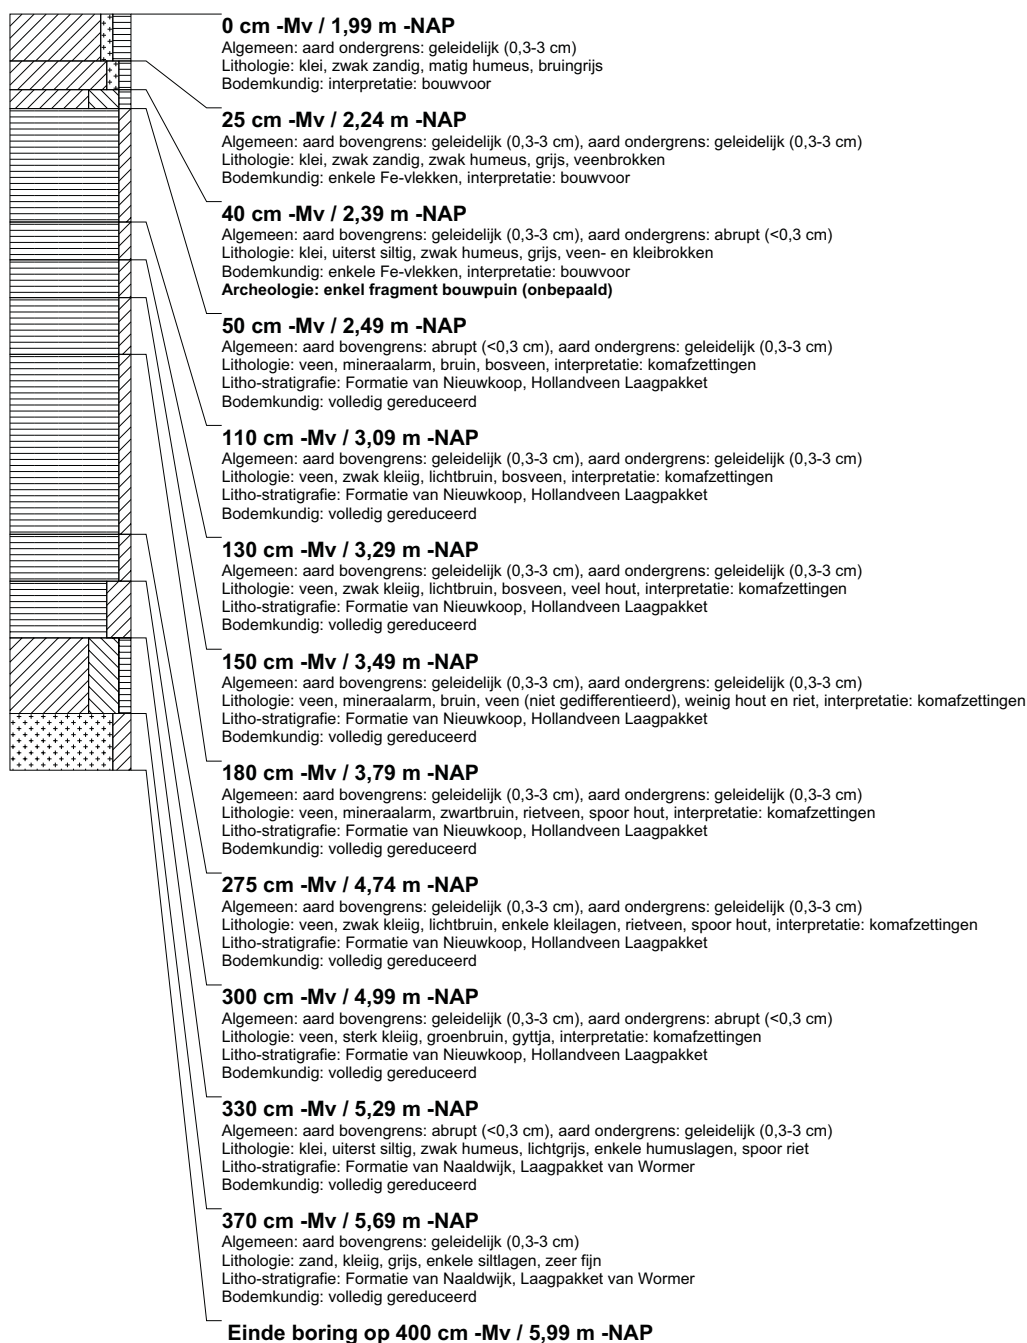 0 cm -Mv / 1,99 m -NAP
Algemeen: aard ondergrens: geleidelijk (0,3-3 cm)
Lithologie: klei, zwak zandig, matig humeus, bruingrijs
Bodemkundig: interpretatie: bouwvoor
25 cm -Mv / 2,24 m -NAP
Algemeen: aard bovengrens: geleidelijk (0,3-3 cm), aard ondergrens: geleidelijk (0,3-3 cm)
Lithologie: klei, zwak zandig, zwak humeus, grijs, veenbrokken
Bodemkundig: enkele Fe-vlekken, interpretatie: bouwvoor
40 cm -Mv / 2,39 m -NAP
Algemeen: aard bovengrens: geleidelijk (0,3-3 cm), aard ondergrens: abrupt (<0,3 cm)
Lithologie: klei, uiterst siltig, zwak humeus, grijs, veen- en kleibrokken
Bodemkundig: enkele Fe-vlekken, interpretatie: bouwvoor
Archeologie: enkel fragment bouwpuin (onbepaald)
50 cm -Mv / 2,49 m -NAP
Algemeen: aard bovengrens: abrupt (<0,3 cm), aard ondergrens: geleidelijk (0,3-3 cm)
Lithologie: veen, mineraalarm, bruin, bosveen, interpretatie: komafzettingen
Litho-stratigrafie: Formatie van Nieuwkoop, Hollandveen Laagpakket
Bodemkundig: volledig gereduceerd
110 cm -Mv / 3,09 m -NAP
Algemeen: aard bovengrens: geleidelijk (0,3-3 cm), aard ondergrens: geleidelijk (0,3-3 cm)
Lithologie: veen, zwak kleiig, lichtbruin, bosveen, interpretatie: komafzettingen
Litho-stratigrafie: Formatie van Nieuwkoop, Hollandveen Laagpakket
Bodemkundig: volledig gereduceerd
130 cm -Mv / 3,29 m -NAP
Algemeen: aard bovengrens: geleidelijk (0,3-3 cm), aard ondergrens: geleidelijk (0,3-3 cm)
Lithologie: veen, zwak kleiig, lichtbruin, bosveen, veel hout, interpretatie: komafzettingen
Litho-stratigrafie: Formatie van Nieuwkoop, Hollandveen Laagpakket
Bodemkundig: volledig gereduceerd
150 cm -Mv / 3,49 m -NAP
Algemeen: aard bovengrens: geleidelijk (0,3-3 cm), aard ondergrens: geleidelijk (0,3-3 cm)
Lithologie: veen, mineraalarm, bruin, veen (niet gedifferentieerd), weinig hout en riet, interpretatie: komafzettingen
Litho-stratigrafie: Formatie van Nieuwkoop, Hollandveen Laagpakket
Bodemkundig: volledig gereduceerd
180 cm -Mv / 3,79 m -NAP
Algemeen: aard bovengrens: geleidelijk (0,3-3 cm), aard ondergrens: geleidelijk (0,3-3 cm)
Lithologie: veen, mineraalarm, zwartbruin, rietveen, spoor hout, interpretatie: komafzettingen
Litho-stratigrafie: Formatie van Nieuwkoop, Hollandveen Laagpakket
Bodemkundig: volledig gereduceerd
275 cm -Mv / 4,74 m -NAP
Algemeen: aard bovengrens: geleidelijk (0,3-3 cm), aard ondergrens: geleidelijk (0,3-3 cm)
Lithologie: veen, zwak kleiig, lichtbruin, enkele kleilagen, rietveen, spoor hout, interpretatie: komafzettingen
Litho-stratigrafie: Formatie van Nieuwkoop, Hollandveen Laagpakket
Bodemkundig: volledig gereduceerd
300 cm -Mv / 4,99 m -NAP
Algemeen: aard bovengrens: geleidelijk (0,3-3 cm), aard ondergrens: abrupt (<0,3 cm)
Lithologie: veen, sterk kleiig, groenbruin, gyttja, interpretatie: komafzettingen
Litho-stratigrafie: Formatie van Nieuwkoop, Hollandveen Laagpakket
Bodemkundig: volledig gereduceerd
330 cm -Mv / 5,29 m -NAP
Algemeen: aard bovengrens: abrupt (<0,3 cm), aard ondergrens: geleidelijk (0,3-3 cm)
Lithologie: klei, uiterst siltig, zwak humeus, lichtgrijs, enkele humuslagen, spoor riet
Litho-stratigrafie: Formatie van Naaldwijk, Laagpakket van Wormer
Bodemkundig: volledig gereduceerd
370 cm -Mv / 5,69 m -NAP
Algemeen: aard bovengrens: geleidelijk (0,3-3 cm)
Lithologie: zand, kleiig, grijs, enkele siltlagen, zeer fijn
Litho-stratigrafie: Formatie van Naaldwijk, Laagpakket van Wormer
Bodemkundig: volledig gereduceerd
Einde boring op 400 cm -Mv / 5,99 m -NAP